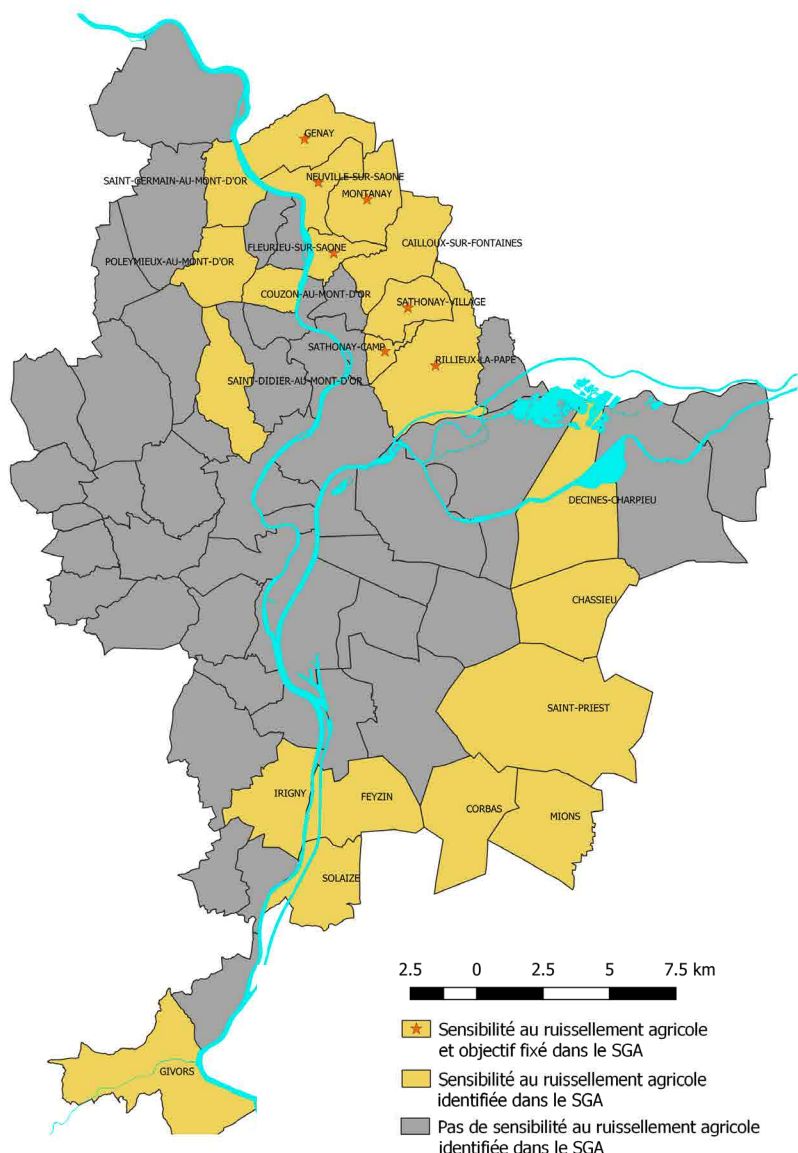 GENAY
SAINT-GERMAIN-AU-MONT-D'OR
NEUVILLE-SUR-SAONE
MONTANAY
FLEURIEU-SUR-SAONE
CAILLOUX-SUR-FONTAINES
POLEYMIEUX-AU-MONT-D'OR
COUZON-AU-MONT-D'OR
SATHONAY-VILLAGE
SATHONAY-CAMP
RILLIEUX-LA-PAPE
SAINT-DIDIER-AU-MONT-D'OR
DECINES-CHARPIEU
CHASSIEU
SAINT-PRIEST
IRIGNY
FEYZIN
CORBAS
MIONS
SOLAIZE
GIVORS
2.5 0 2.5 5 7.5 km
Sensibilité au ruissellement agricole
et objectif fixé dans le SGA
Sensibilité au ruissellement agricole
identifiée dans le SGA
Pas de sensibilité au ruissellement agricole
identifiée dans le SGA